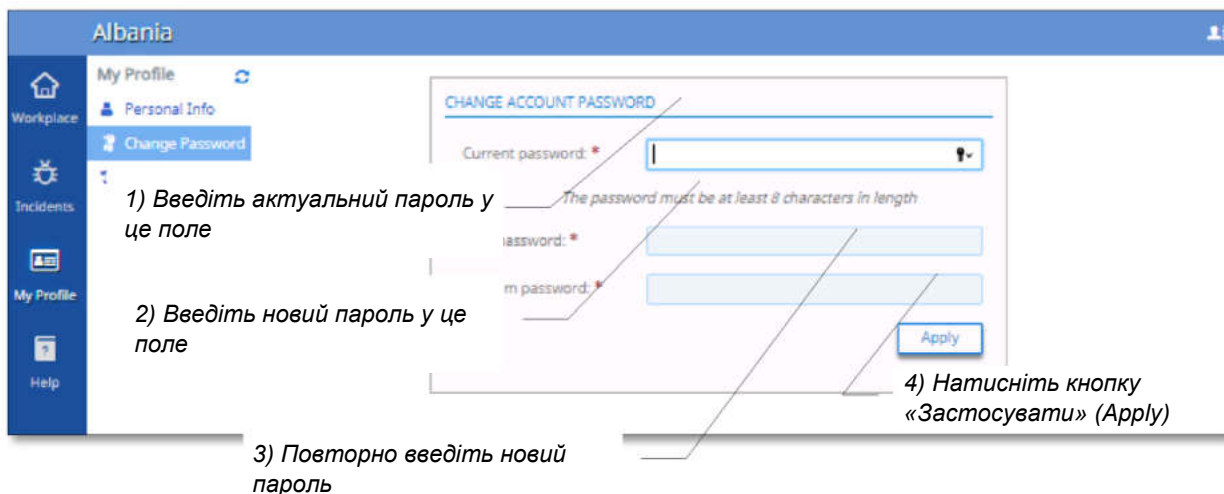 Albania
My Profile
Personal Info
Change Password
Workplace
Incidents
My Profile
Help
CHANGE ACCOUNT PASSWORD
Current password: *
The password must be at least 8 characters in length
password: *
password: *
Apply
1) Введіть актуальний пароль у
це поле
2) Введіть новий пароль у це
поле
3) Повторно введіть новий
пароль
4) Натисніть кнопку
«Застосувати» (Apply)